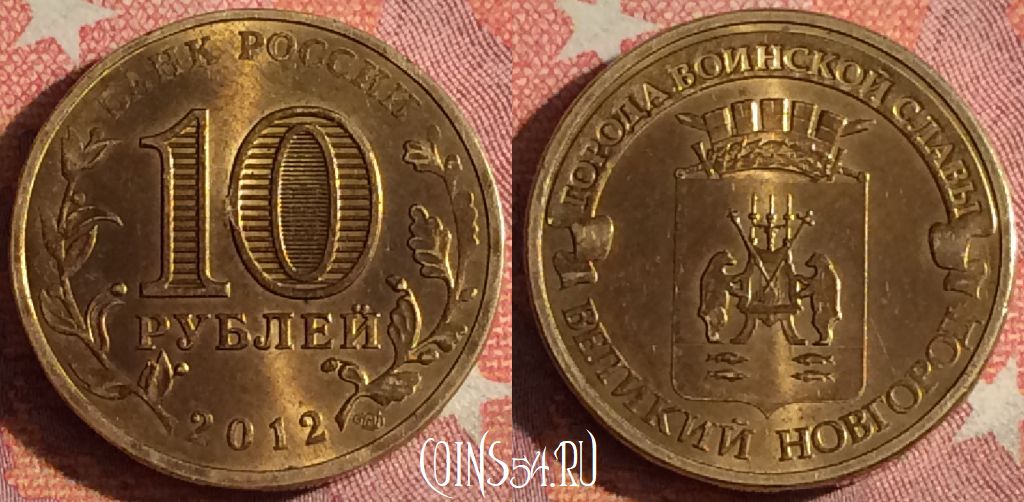 БАНК РОССИИ
10
РУБЛЕЙ
2012
ГОРОДА ВОИНСКОЙ СЛАВЫ
ВЕЛИКИЙ НОВГОРОД
COINS54.RU